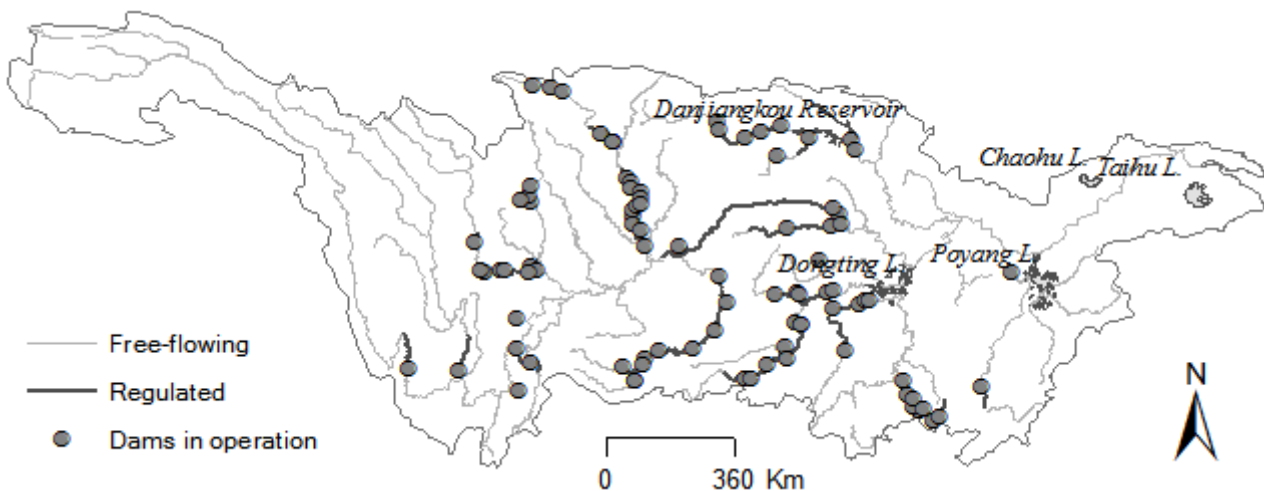 Danjiangkou Reservoir
Chaohu L.
Taihu L.
Dongting L.
Poyang L.
Free-flowing
Regulated
Dams in operation
N
0 360 Km